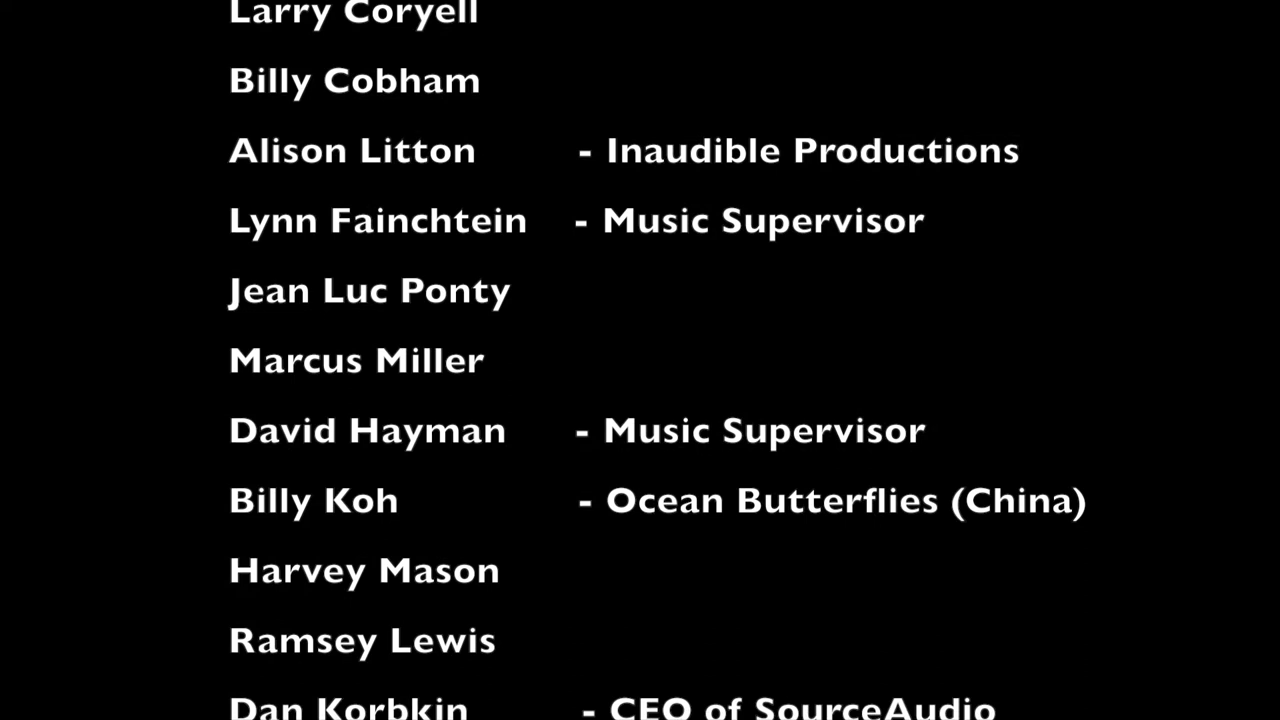 Larry Coryell
Billy Cobham
Alison Litton - Inaudible Productions
Lynn Fainchtein - Music Supervisor
Jean Luc Ponty
Marcus Miller
David Hayman - Music Supervisor
Billy Koh - Ocean Butterflies (China)
Harvey Mason
Ramsey Lewis
Dan Korbkin - CEO of SourceAudio